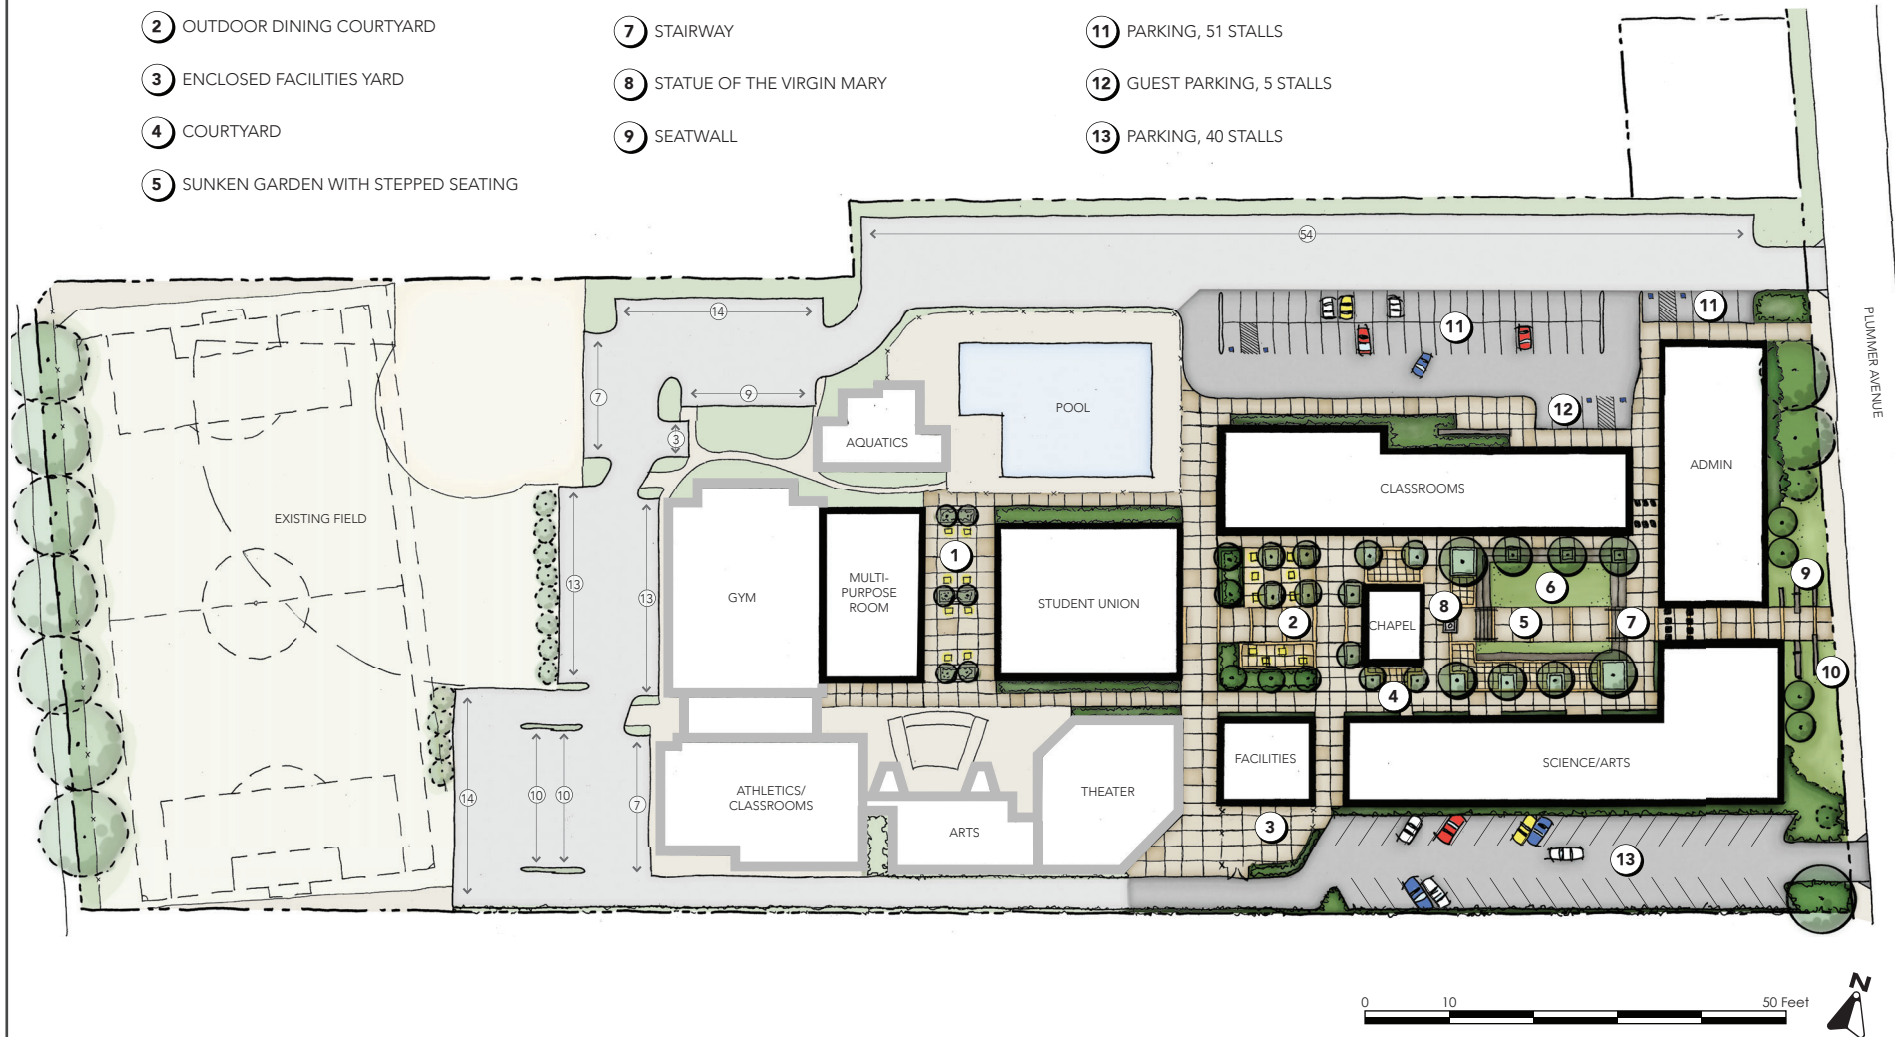 2 OUTDOOR DINING COURTYARD
3 ENCLOSED FACILITIES YARD
4 COURTYARD
5 SUNKEN GARDEN WITH STEPPED SEATING
7 STAIRWAY
8 STATUE OF THE VIRGIN MARY
9 SEATWALL
11 PARKING, 51 STALLS
12 GUEST PARKING, 5 STALLS
13 PARKING, 40 STALLS
54
14
11
11
PLUMMER AVENUE
7
9
3
12
POOL
AQUATICS
ADMIN
CLASSROOMS
EXISTING FIELD
1
13
13
GYM
MULTI-
PURPOSE
ROOM
STUDENT UNION
2
CHAPEL
8
6
5
7
9
10
4
14
10
10
7
ATHLETICS/
CLASSROOMS
ARTS
THEATER
FACILITIES
SCIENCE/ARTS
3
13
0
10
50 Feet
N